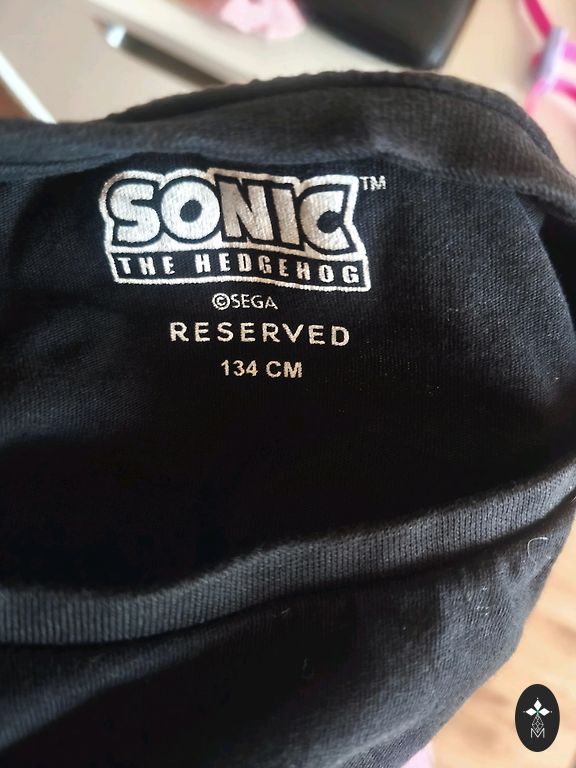 SONIC™
THE HEDGEHOG
©SEGA
RESERVED
134 CM
M